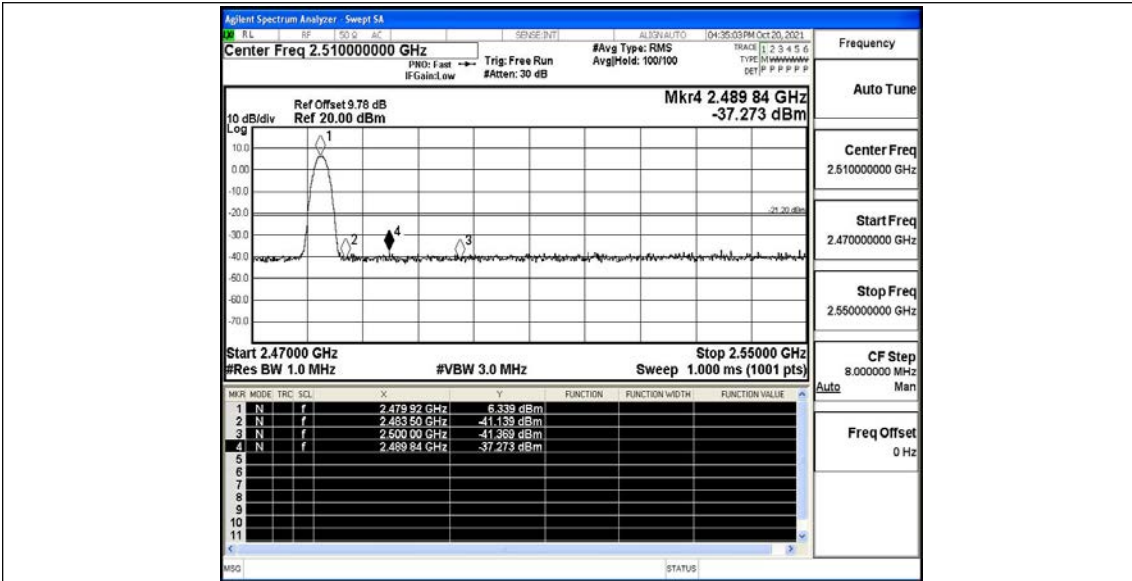 Agilent Spectrum Analyzer - Swept SA
RL RF 50 Ω AC SENSE:INT ALIGN AUTO 04:35:03 PM Oct 20, 2021
Center Freq 2.510000000 GHz
PNO: Fast
IFGain:Low
Trig: Free Run
#Atten: 30 dB
#Avg Type: RMS
Avg|Hold: 100/100
TRACE 1 2 3 4 5 6
TYPE M WWWWW
DET P P P P P P
Mkr4 2.489 84 GHz
-37.273 dBm
Ref Offset 9.78 dB
10 dB/div Ref 20.00 dBm
Log
10.0
0.00
-10.0
-20.0
-30.0
-40.0
-50.0
-60.0
-70.0
1
2
4
3
-21.20 dBm
Start 2.47000 GHz Stop 2.55000 GHz
#Res BW 1.0 MHz #VBW 3.0 MHz Sweep 1.000 ms (1001 pts)
MKR MODE TRC SCL X Y FUNCTION FUNCTION WIDTH FUNCTION VALUE
1 N f 2.479 92 GHz 6.339 dBm
2 N f 2.483 50 GHz -41.139 dBm
3 N f 2.500 00 GHz -41.369 dBm
4 N f 2.489 84 GHz -37.273 dBm
5
6
7
8
9
10
11
MSG STATUS
Frequency
Auto Tune
Center Freq
2.510000000 GHz
Start Freq
2.470000000 GHz
Stop Freq
2.550000000 GHz
CF Step
8.000000 MHz
Auto Man
Freq Offset
0 Hz